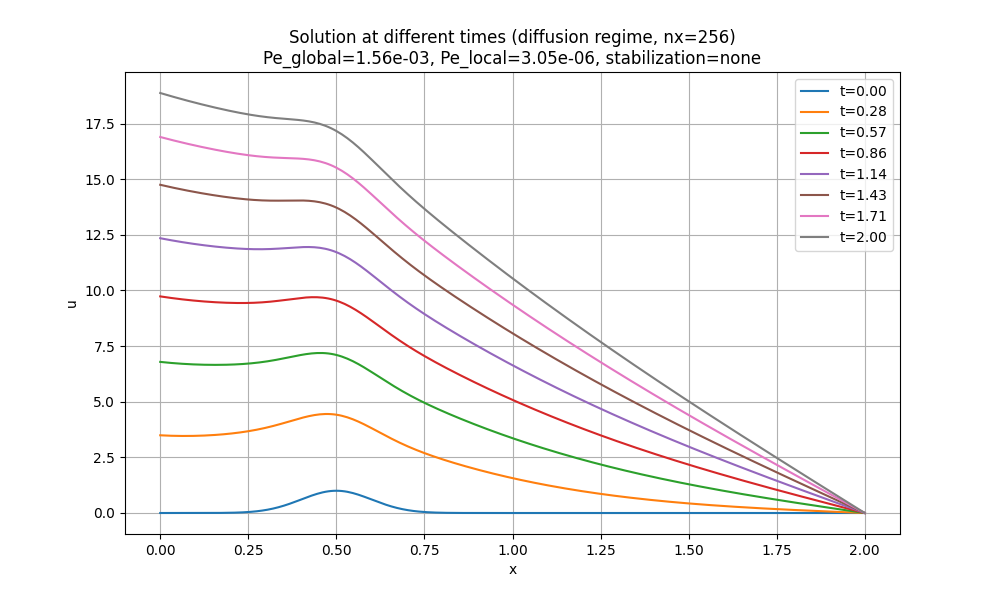 Solution at different times (diffusion regime, nx=256)
Pe_global=1.56e-03, Pe_local=3.05e-06, stabilization=none
t=0.00
t=0.28
t=0.57
t=0.86
t=1.14
t=1.43
t=1.71
t=2.00
u
17.5
15.0
12.5
10.0
7.5
5.0
2.5
0.0
0.00 0.25 0.50 0.75 1.00 1.25 1.50 1.75 2.00
x